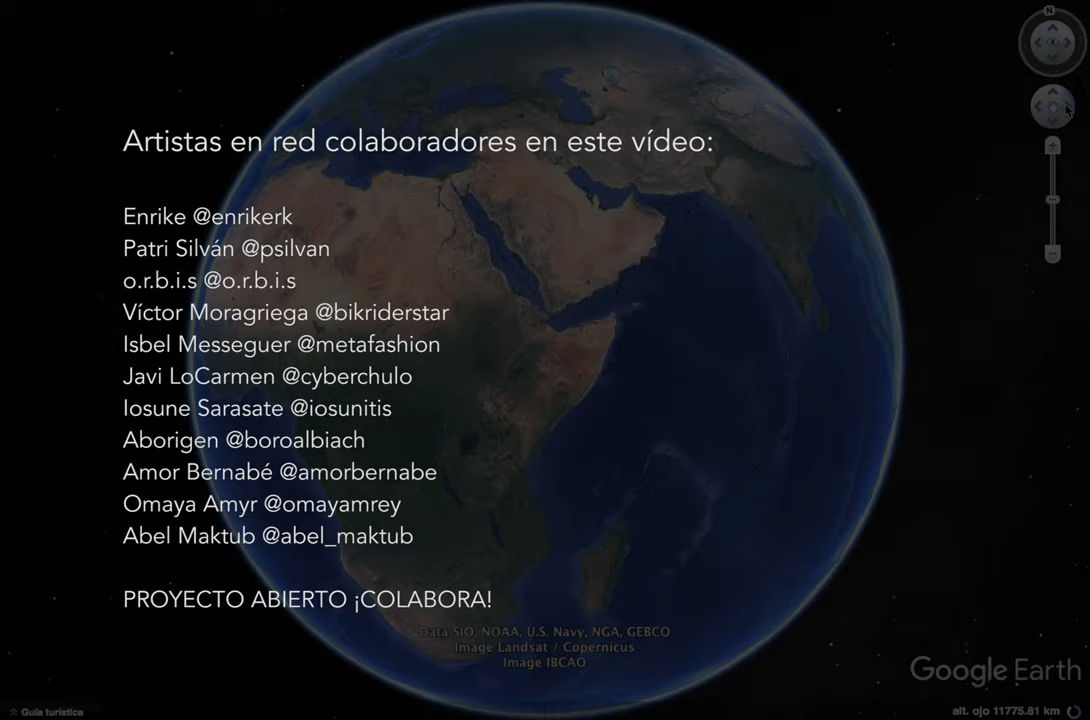 N
Artistas en red colaboradores en este vídeo:
Enrike @enrikerk
Patri Silván @psilvan
o.r.b.i.s @o.r.b.i.s
Víctor Moragriega @bikriderstar
Isbel Messeguer @metafashion
Javi LoCarmen @cyberchulo
Iosune Sarasate @iosunitis
Aborigen @boroalbiach
Amor Bernabé @amorbernabe
Omaya Amyr @omayamrey
Abel Maktub @abel_maktub
PROYECTO ABIERTO ¡COLABORA!
Data SIO, NOAA, U.S. Navy, NGA, GEBCO
Image Landsat / Copernicus
Image IBCAO
Google Earth
Guía turística
alt. ojo 11775.81 km